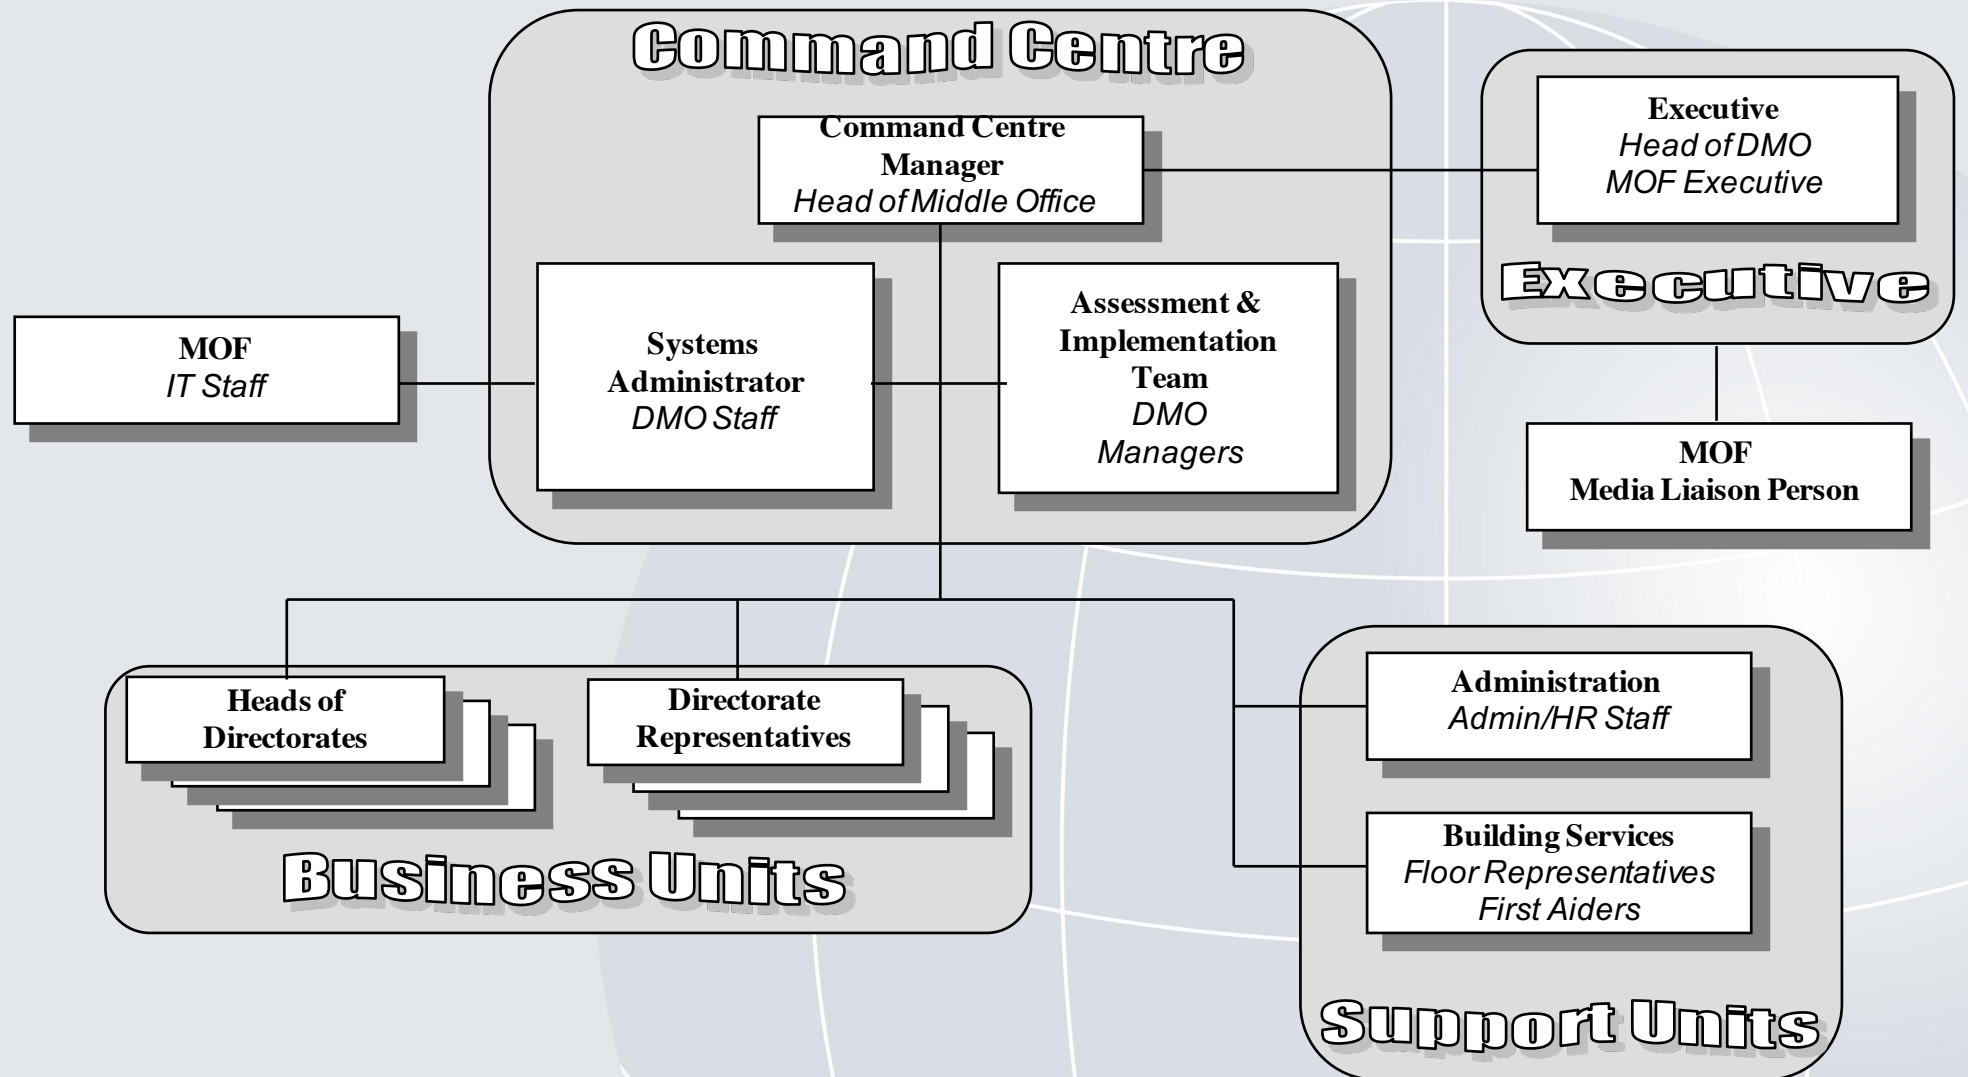 Command Centre
Command Centre
Manager
Head of Middle Office
Executive
Head of DMO
MOF Executive
Executive
MOF
IT Staff
Systems
Administrator
DMO Staff
Assessment &
Implementation
Team
DMO
Managers
MOF
Media Liaison Person
Heads of
Directorates
Directorate
Representatives
Business Units
Administration
Admin/HR Staff
Building Services
Floor Representatives
First Aiders
Support Units